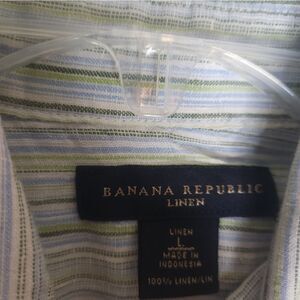 BANANA REPUBLIC
LINEN
LINEN
L
MADE IN
INDONESIA
100% LINEN/LIN